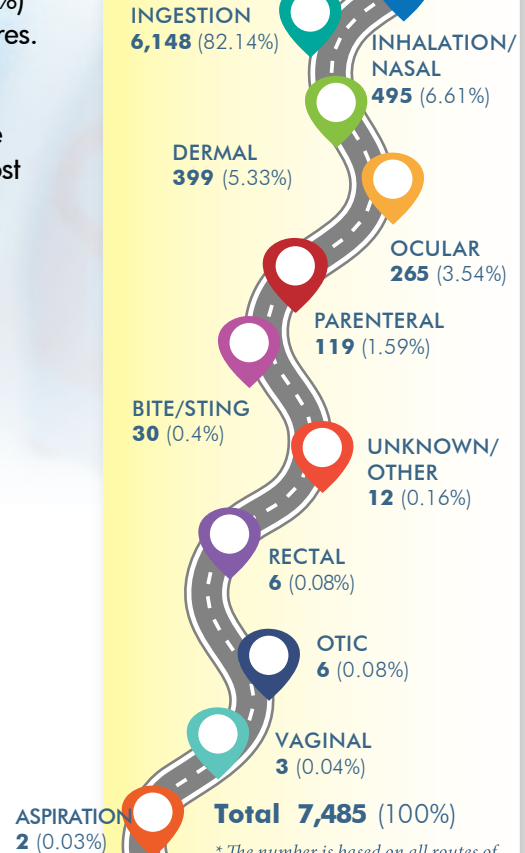 %)
res.
e
ost
INGESTION
6,148 (82.14%)
INHALATION/
NASAL
495 (6.61%)
DERMAL
399 (5.33%)
OCULAR
265 (3.54%)
PARENTERAL
119 (1.59%)
BITE/STING
30 (0.4%)
UNKNOWN/
OTHER
12 (0.16%)
RECTAL
6 (0.08%)
OTIC
6 (0.08%)
VAGINAL
3 (0.04%)
ASPIRATION
2 (0.03%)
Total 7,485 (100%)
* The number is based on all routes of